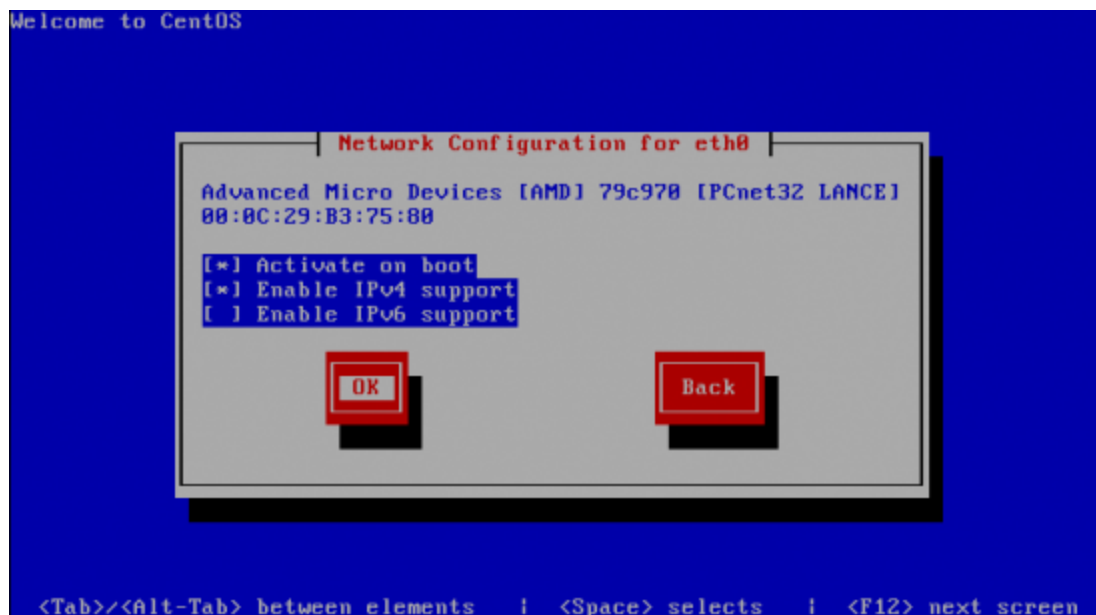 Welcome to CentOS
Network Configuration for eth0
Advanced Micro Devices [AMD] 79c970 [PCnet32 LANCE]
00:0C:29:B3:75:80
[*] Activate on boot
[*] Enable IPv4 support
[ ] Enable IPv6 support
OK Back
<Tab>/<Alt-Tab> between elements | <Space> selects | <F12> next screen